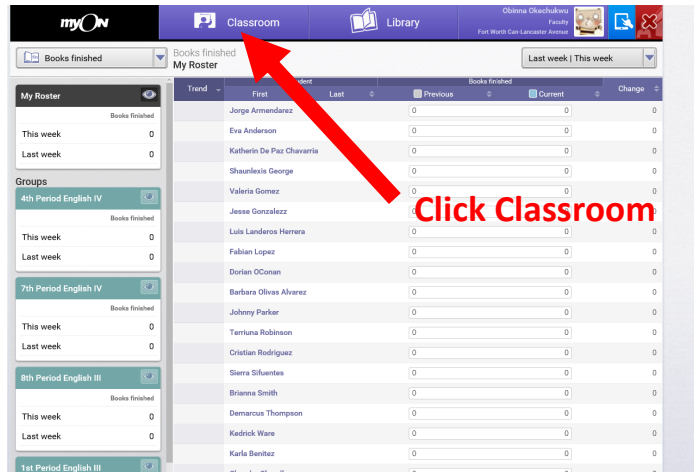 myON
Classroom
Library
Obinna Okechukwu
Faculty
Fort Worth Can-Lancaster Avenue
Books finished
Books finished
My Roster
Last week | This week
My Roster
Books finished
This week 0
Last week 0
Groups
4th Period English IV
Books finished
This week 0
Last week 0
7th Period English IV
Books finished
This week 0
Last week 0
8th Period English III
Books finished
This week 0
Last week 0
1st Period English III
Books finished
Trend First Last Previous Current Change
Jorge Armendarez 0 0 0
Eva Anderson 0 0 0
Katherin De Paz Chavarria 0 0 0
Shaunlexis George 0 0 0
Valeria Gomez 0 0 0
Jesse Gonzalezz 0 0
Click Classroom
Luis Landeros Herrera 0 0 0
Fabian Lopez 0 0 0
Dorian OConan 0 0 0
Barbara Olivas Alvarez 0 0 0
Johnny Parker 0 0 0
Terriuna Robinson 0 0 0
Cristian Rodriguez 0 0 0
Sierra Sifuentes 0 0 0
Brianna Smith 0 0 0
Demarcus Thompson 0 0 0
Kedrick Ware 0 0 0
Karla Benitez 0 0 0